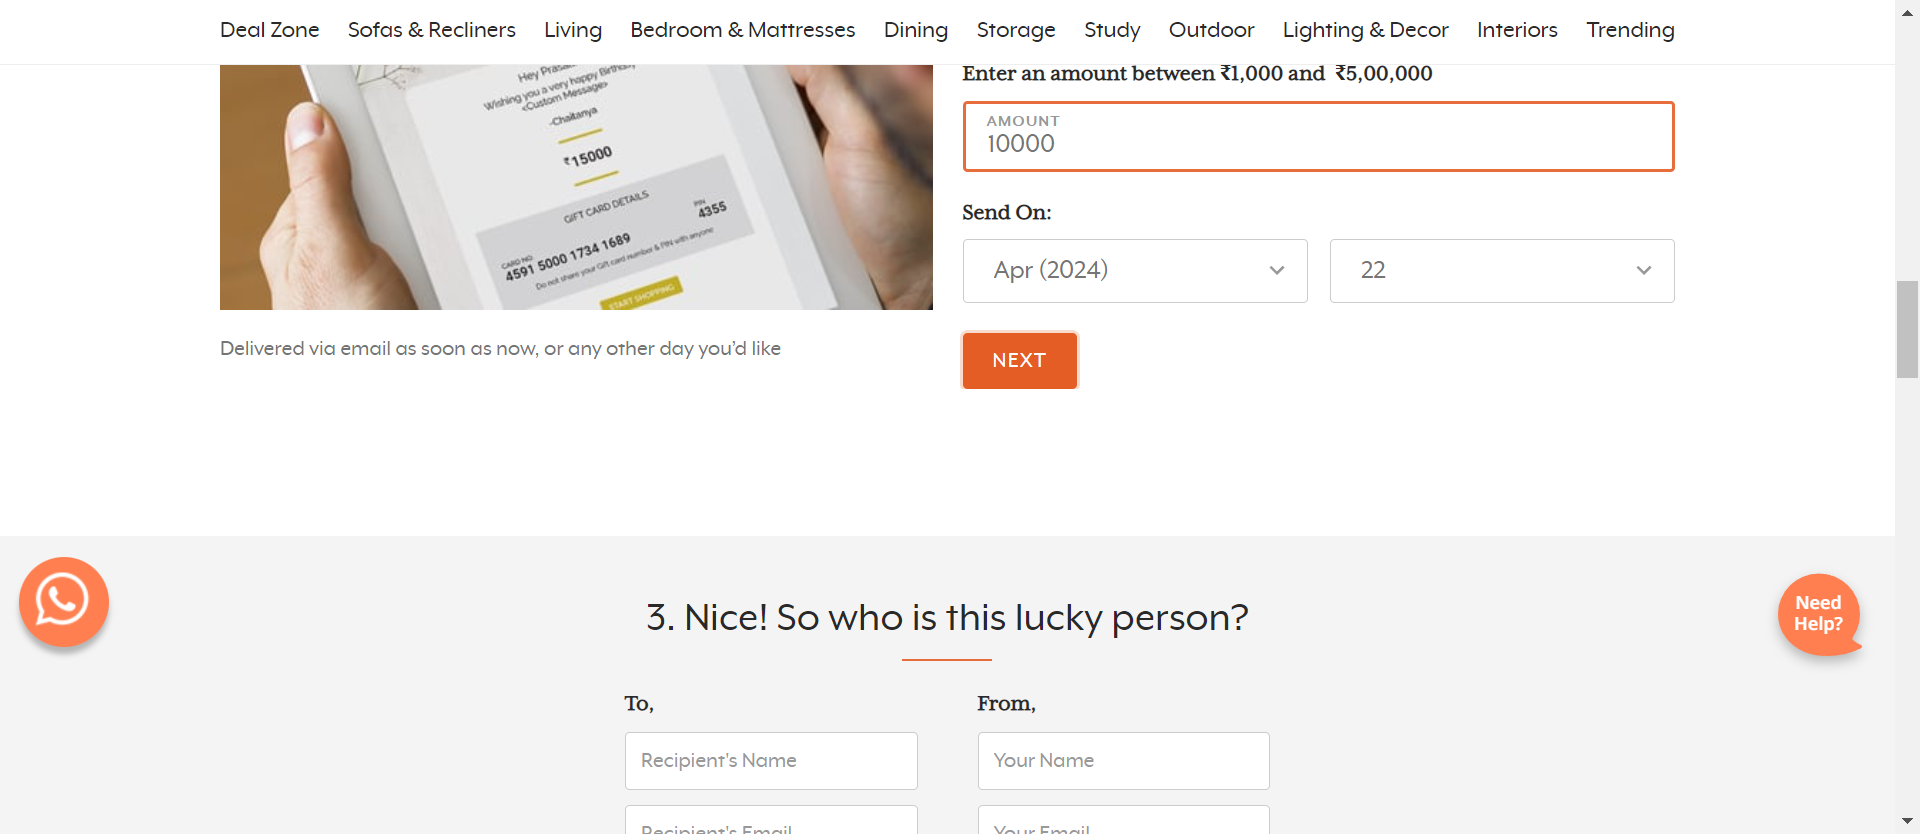 Deal Zone Sofas & Recliners Living Bedroom & Mattresses Dining Storage Study Outdoor Lighting & Decor Interiors Trending
Hey
Wishing you a very happy Birthday
<Custom Message>
-Chaitanya
₹15000
GIFT CARD DETAILS
CARD NO.
4591 5000 1734 1689
PIN
4355
Do not share your Gift card number & PIN with anyone
START SHOPPING
Delivered via email as soon as now, or any other day you'd like
Enter an amount between ₹1,000 and ₹5,00,000
AMOUNT
10000
Send On:
Apr (2024) 22
NEXT
Need
Help?
3. Nice! So who is this lucky person?
To, From,
Recipient's Name Your Name
Recipient's Email Your Email